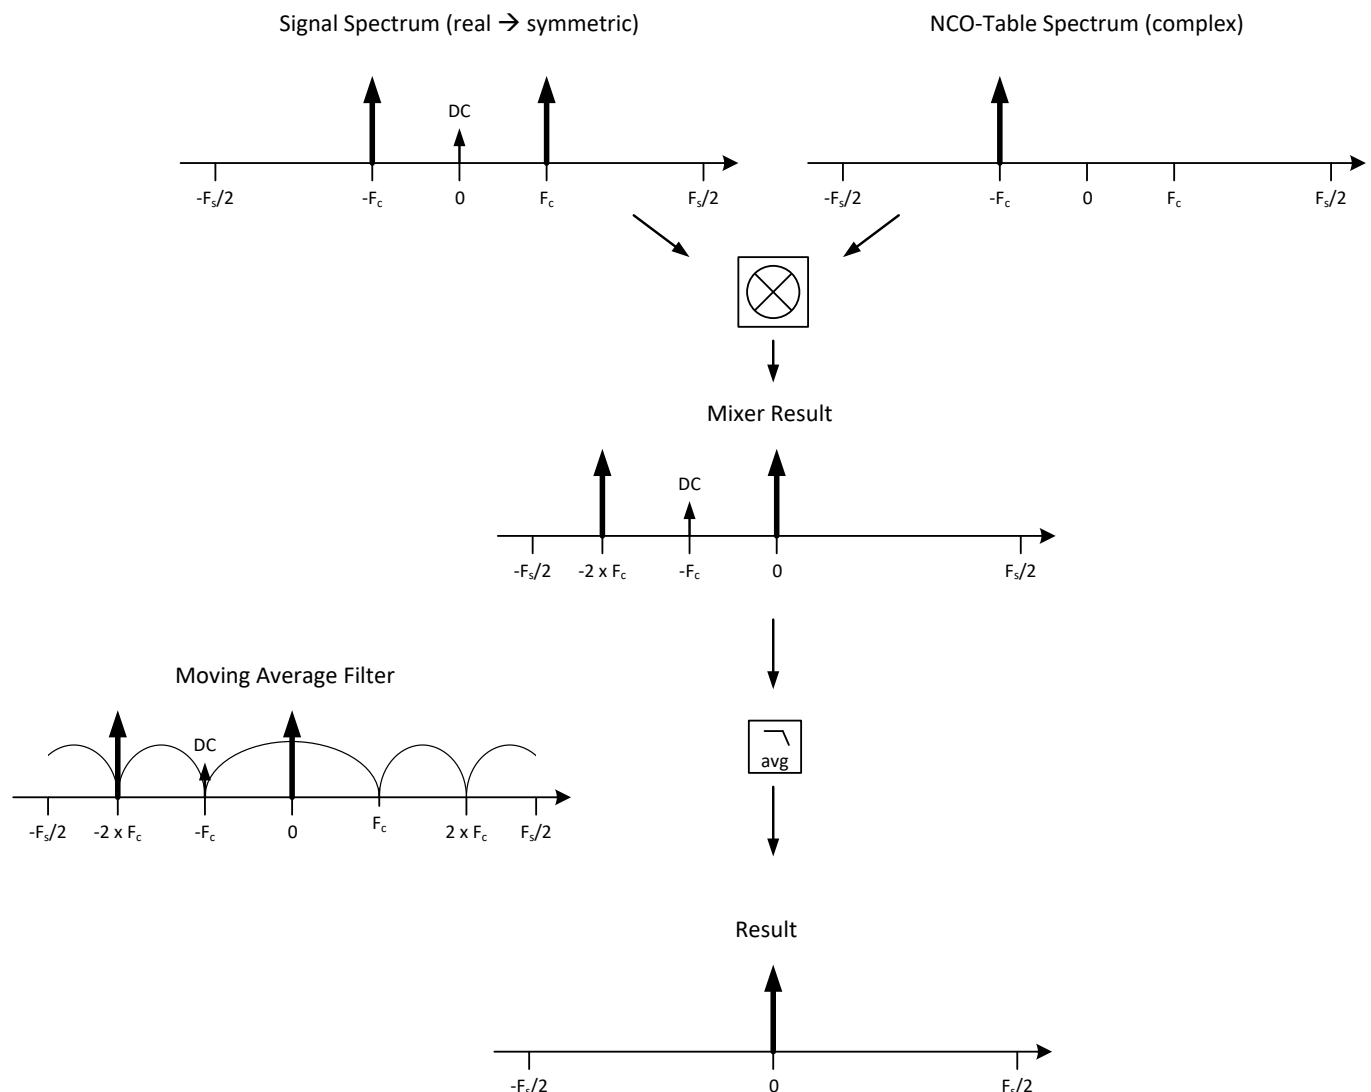 Signal Spectrum (real → symmetric)
NCO-Table Spectrum (complex)
DC
-Fs/2
-Fc
0
Fc
Fs/2
-Fs/2
-Fc
0
Fc
Fs/2
Mixer Result
DC
-Fs/2
-2 x Fc
-Fc
0
Fs/2
Moving Average Filter
DC
-Fs/2
-2 x Fc
-Fc
0
Fc
2 x Fc
Fs/2
avg
Result
-Fs/2
0
Fs/2